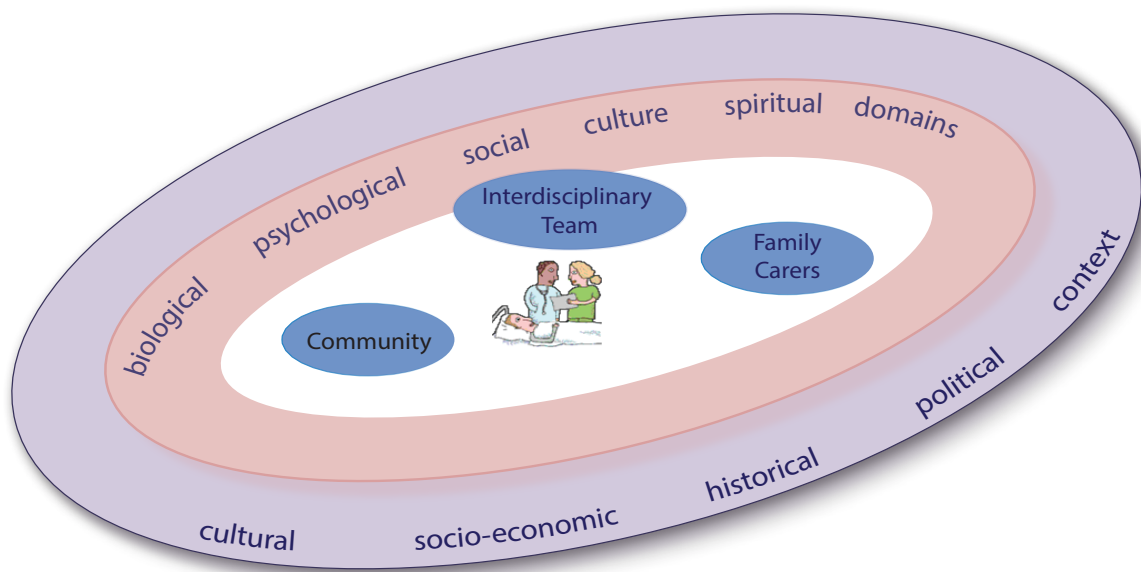 biological psychological social culture spiritual domains
Interdisciplinary
Team
Family
Carers
Community
cultural socio-economic historical political context